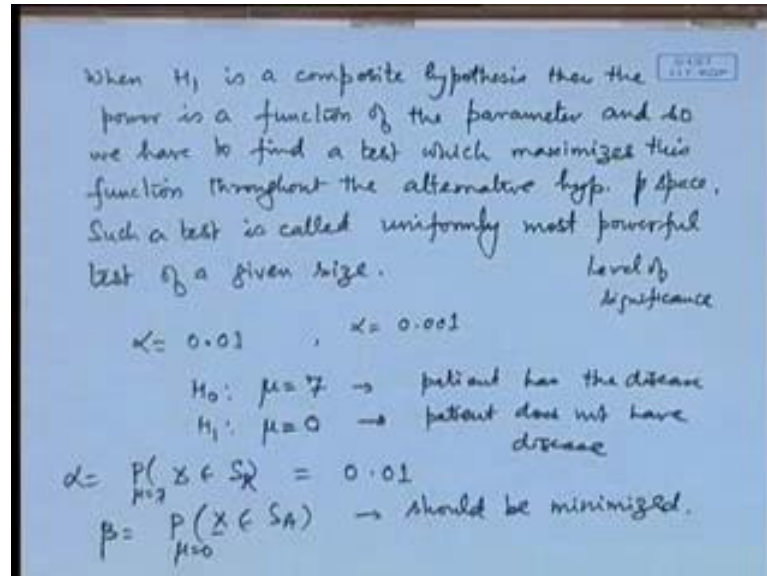 When H₁ is a composite hypothesis then the
power is a function of the parameter and so
we have to find a test which maximizes this
function throughout the alternative hyp. p space.
Such a test is called uniformly most powerful
test of a given size.
Level of
significance
α = 0.01 , α = 0.001
H₀: μ = 7 → patient has the disease
H₁: μ = 0 → patient does not have
disease
α = P(X ∈ S_R) = 0.01
μ=7
β = P(X ∈ S_A) → should be minimized.
μ=0